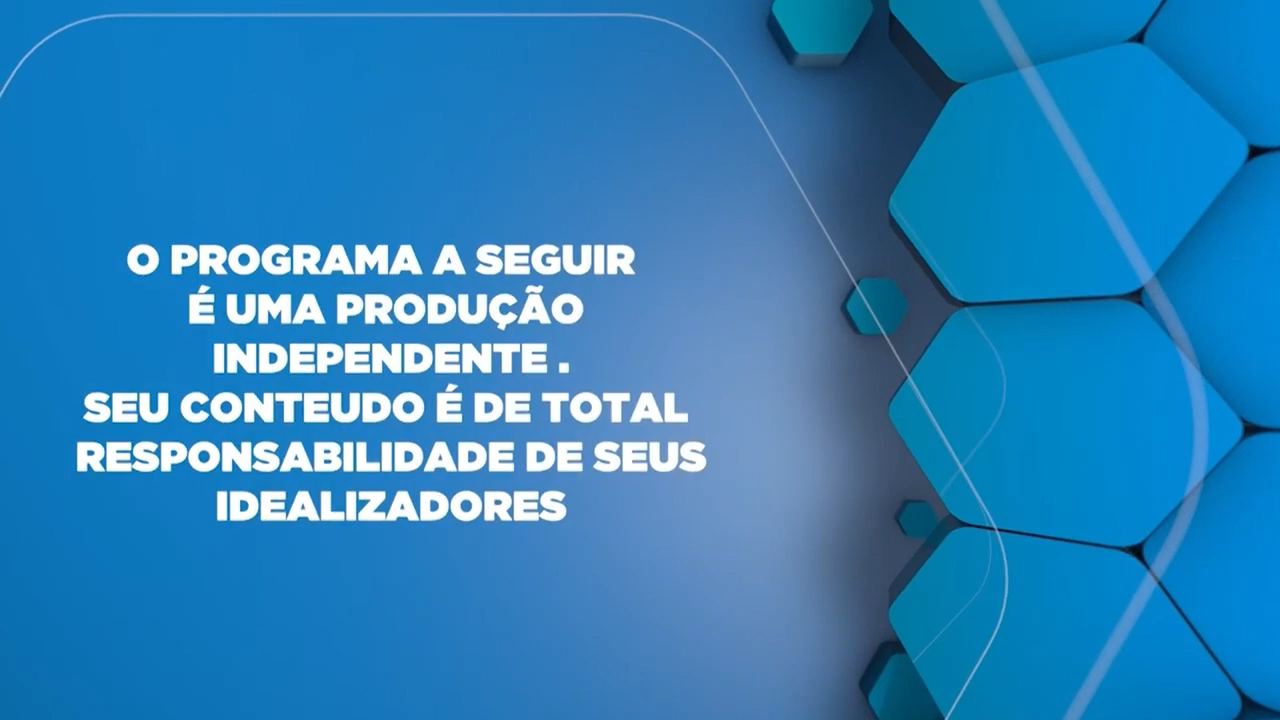 O PROGRAMA A SEGUIR
É UMA PRODUÇÃO
INDEPENDENTE .
SEU CONTEUDO É DE TOTAL
RESPONSABILIDADE DE SEUS
IDEALIZADORES